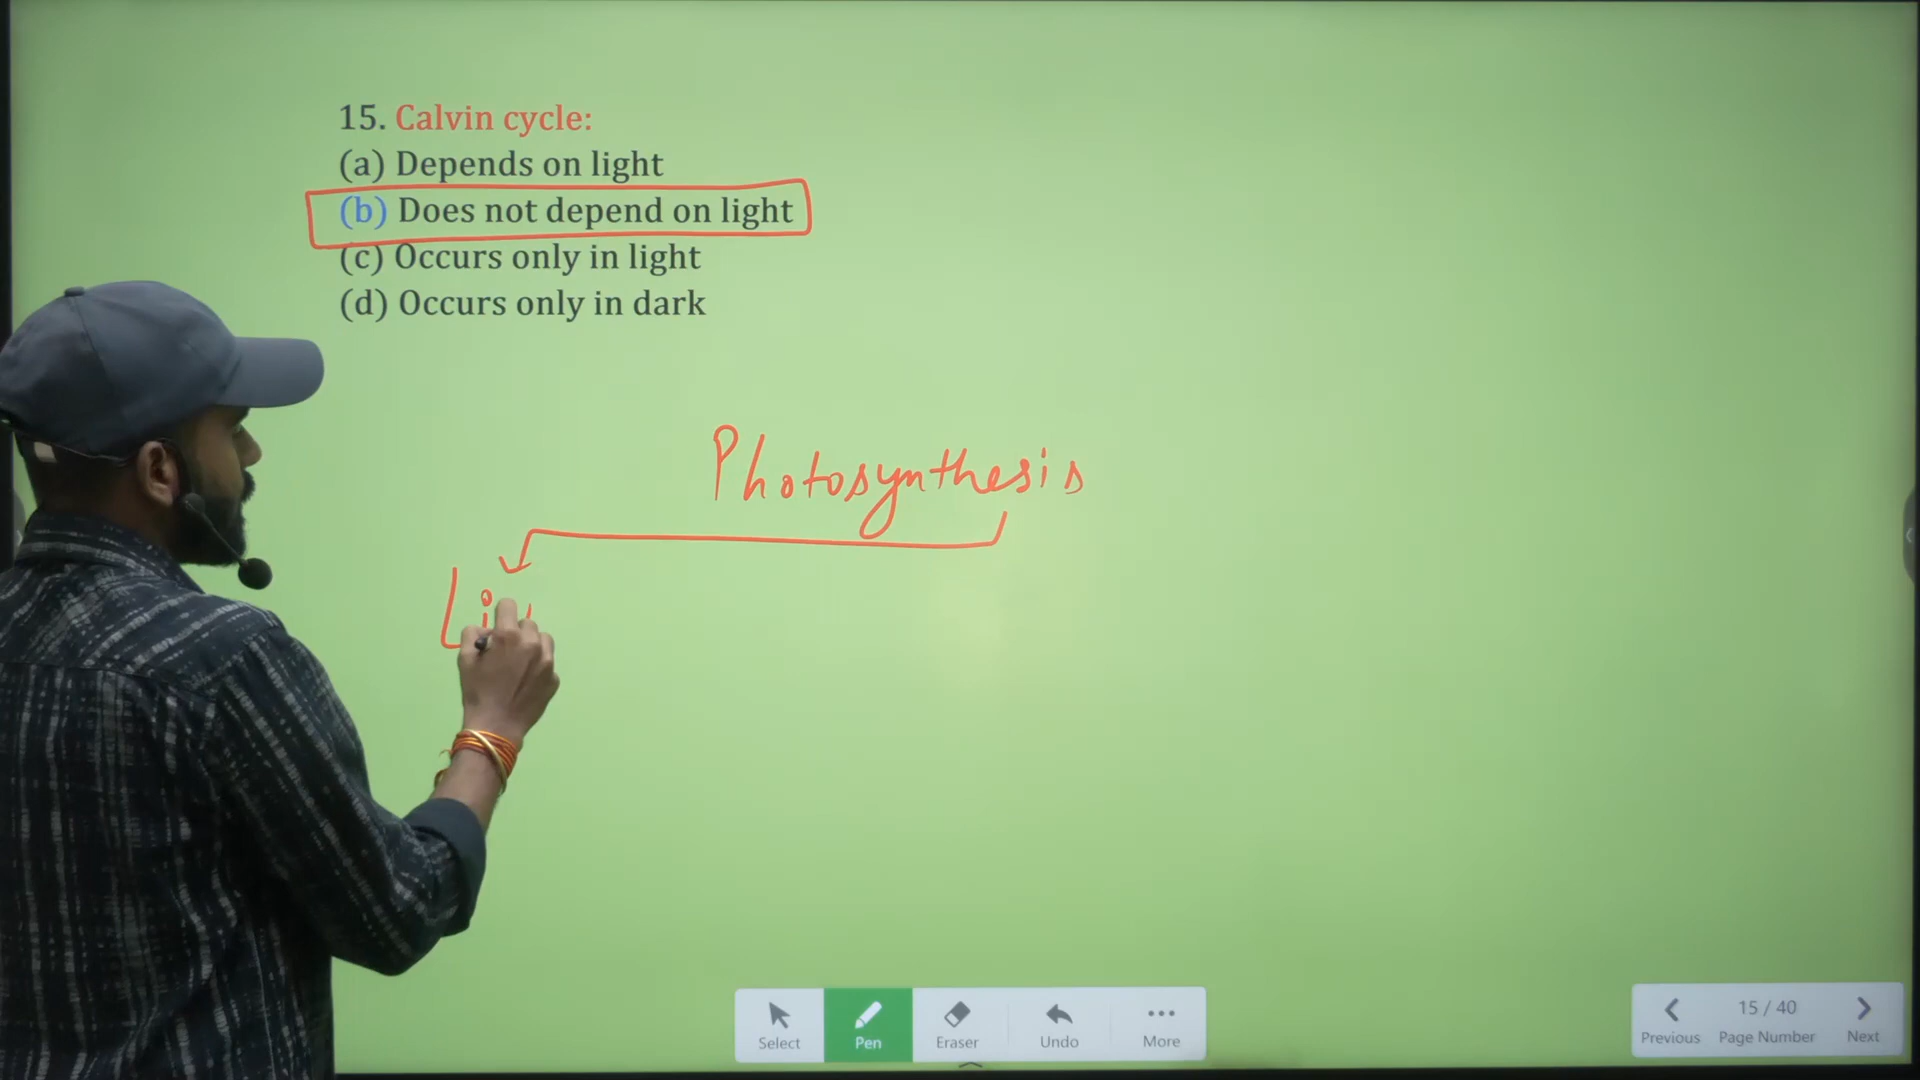 15. Calvin cycle:
(a) Depends on light
(b) Does not depend on light
(c) Occurs only in light
(d) Occurs only in dark
Photosynthesis
Select
Pen
Eraser
Undo
More
15 / 40
Previous
Page Number
Next